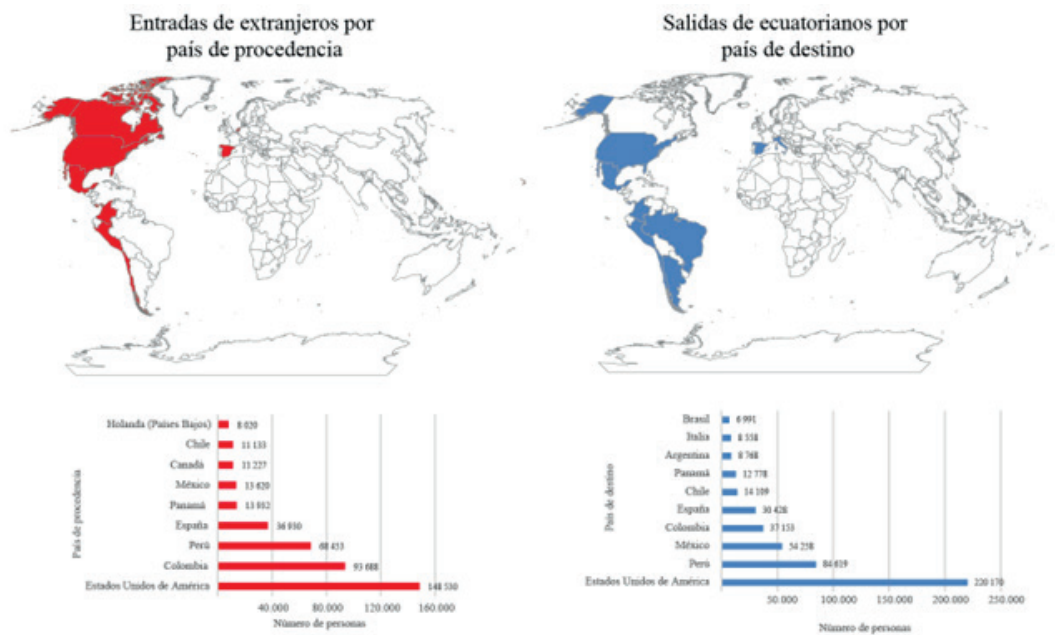 Entradas de extranjeros por
país de procedencia
Salidas de ecuatorianos por
país de destino
País de procedencia
Holanda (Países Bajos) 8 020
Chile 11 133
Canadá 11 227
México 13 620
Panamá 13 932
España 36 930
Perú 68 453
Colombia 93 688
Estados Unidos de América 148 530
40.000 80.000 120.000 160.000
Número de personas
País de destino
Brasil 6 991
Italia 8 558
Argentina 8 768
Panamá 12 778
Chile 14 109
España 30 428
Colombia 37 153
México 54 258
Perú 84 619
Estados Unidos de América 220 170
50.000 100.000 150.000 200.000 250.000
Número de personas